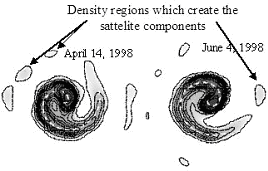 Density regions which create the
sattelite components
April 14, 1998
June 4, 1998